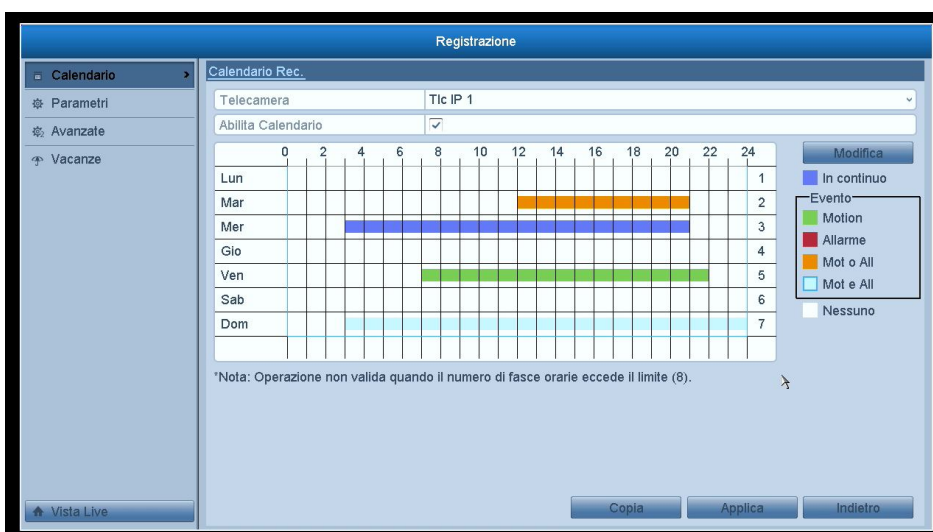 Registrazione
Calendario
Parametri
Avanzate
Vacanze
Vista Live
Calendario Rec.
Telecamera Tlc IP 1
Abilita Calendario
0 2 4 6 8 10 12 14 16 18 20 22 24
Lun 1
Mar 2
Mer 3
Gio 4
Ven 5
Sab 6
Dom 7
Modifica
In continuo
Evento
Motion
Allarme
Mot o All
Mot e All
Nessuno
*Nota: Operazione non valida quando il numero di fasce orarie eccede il limite (8).
Copia Applica Indietro